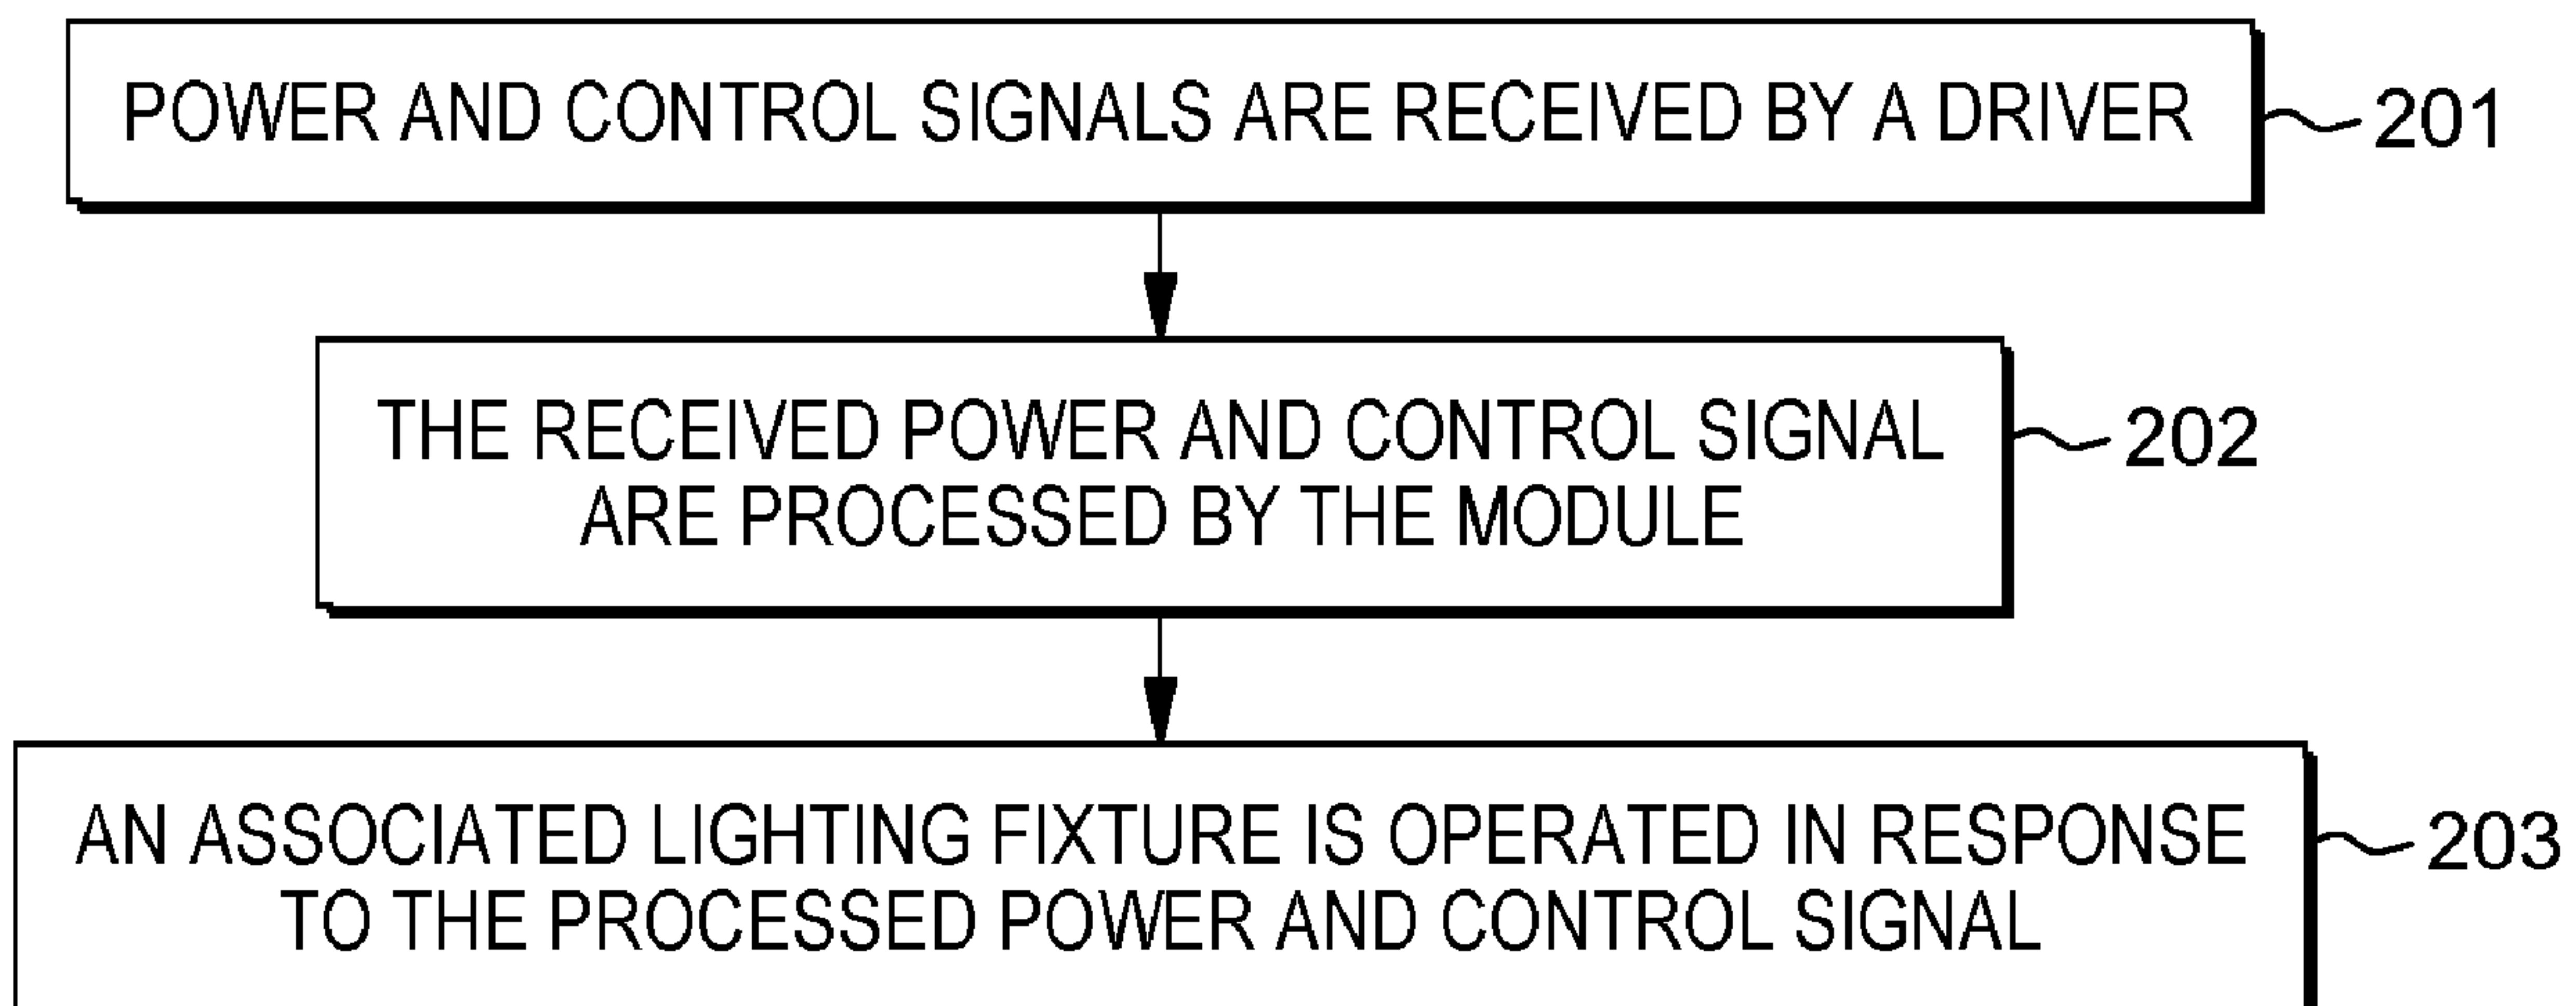 POWER AND CONTROL SIGNALS ARE RECEIVED BY A DRIVER
201
THE RECEIVED POWER AND CONTROL SIGNAL
ARE PROCESSED BY THE MODULE
202
AN ASSOCIATED LIGHTING FIXTURE IS OPERATED IN RESPONSE
TO THE PROCESSED POWER AND CONTROL SIGNAL
203